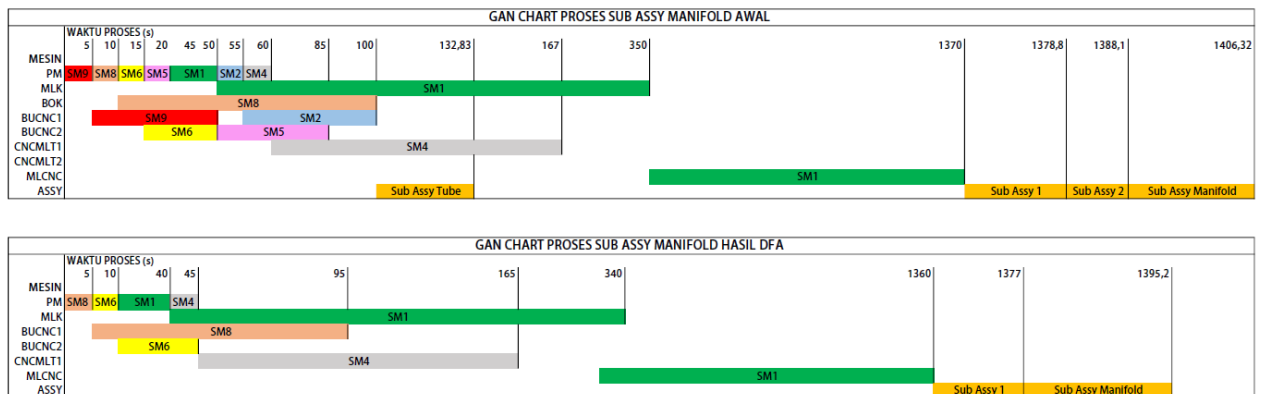 GAN CHART PROSES SUB ASSY MANIFOLD AWAL
WAKTU PROSES (s)
5 10 15 20 45 50 55 60 85 100 132,83 167 350 1370 1378,8 1388,1 1406,32
MESIN
PM SM9 SM8 SM6 SM5 SM1 SM2 SM4
MLK SM1
BOK SM8
BUCNC1 SM9 SM2
BUCNC2 SM6 SM5
CNCMLT1 SM4
CNCMLT2
MLCNC SM1
ASSY Sub Assy Tube Sub Assy 1 Sub Assy 2 Sub Assy Manifold
GAN CHART PROSES SUB ASSY MANIFOLD HASIL DFA
WAKTU PROSES (s)
5 10 40 45 95 165 340 1360 1377 1395,2
MESIN
PM SM8 SM6 SM1 SM4
MLK SM1
BUCNC1 SM8
BUCNC2 SM6
CNCMLT1 SM4
MLCNC SM1
ASSY Sub Assy 1 Sub Assy Manifold